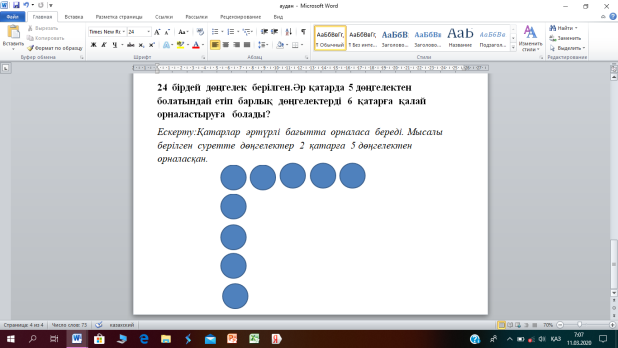 аудан - Microsoft Word
Файл Главная Вставка Разметка страницы Ссылки Рассылки Рецензирование Вид
Вставить
Вырезать
Копировать
Формат по образцу
Буфер обмена
Times New Ro 24
Шрифт
Абзац
АаБбВвГг, АаБбВвГг, АаБбВ АаБбВв АаБ АаБбВв
Обычный Без инте... Заголово... Заголово... Название Подзагол...
Стили
Изменить стили
Найти
Заменить
Выделить
Редактирование
24 бірдей дөңгелек берілген.Әр қатарда 5 дөңгелектен
болатындай етіп барлық дөңгелектерді 6 қатарға қалай
орналастыруға болады?
Ескерту:Қатарлар әртүрлі бағытта орналаса береді. Мысалы
берілген суретте дөңгелектер 2 қатарға 5 дөңгелектен
орналасқан.
Страница: 4 из 4 Число слов: 73 казахский 70%
ҚАЗ
7:07
11.05.2020